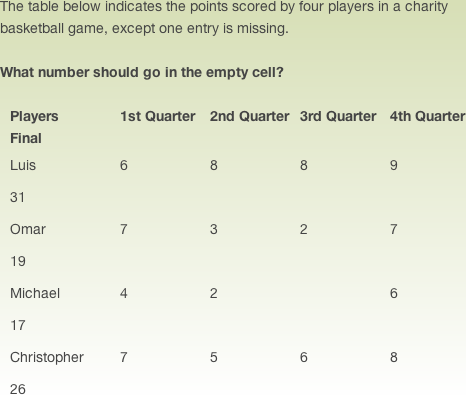 The table below indicates the points scored by four players in a charity
basketball game, except one entry is missing.
What number should go in the empty cell?
Players 1st Quarter 2nd Quarter 3rd Quarter 4th Quarter
Final
Luis 6 8 8 9
31
Omar 7 3 2 7
19
Michael 4 2 6
17
Christopher 7 5 6 8
26